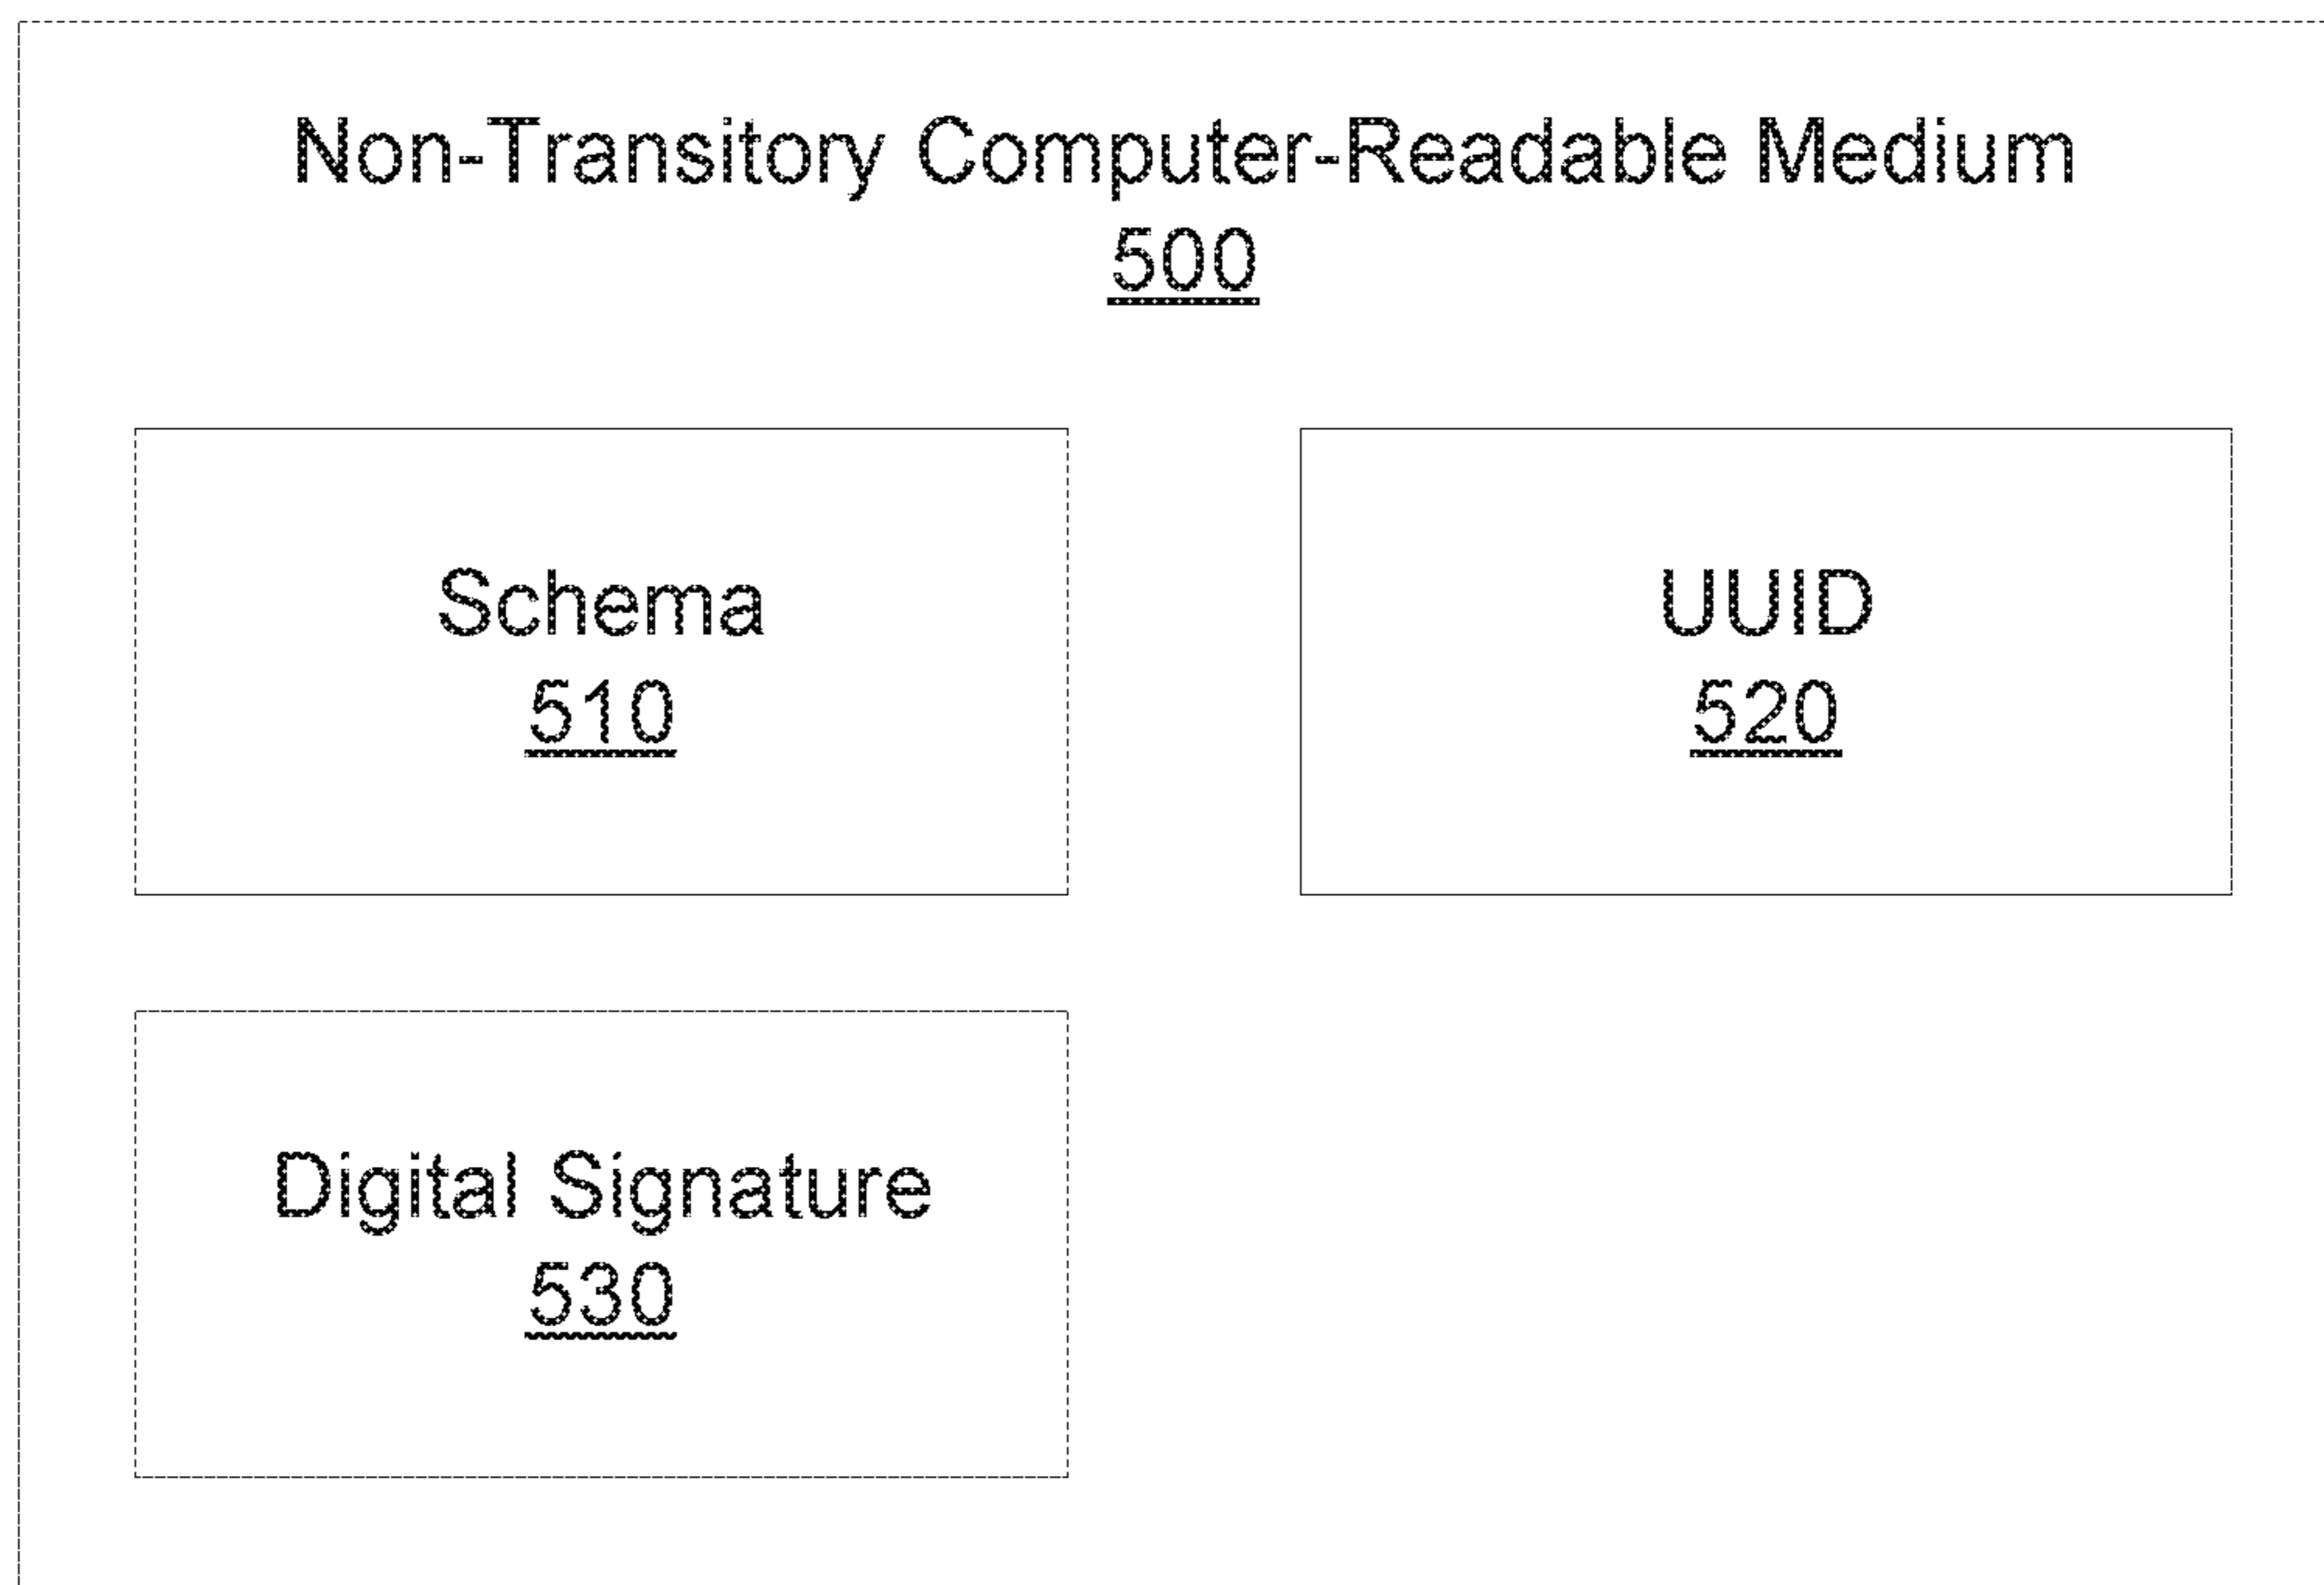 Non-Transitory Computer-Readable Medium
500
Schema
510
UUID
520
Digital Signature
530